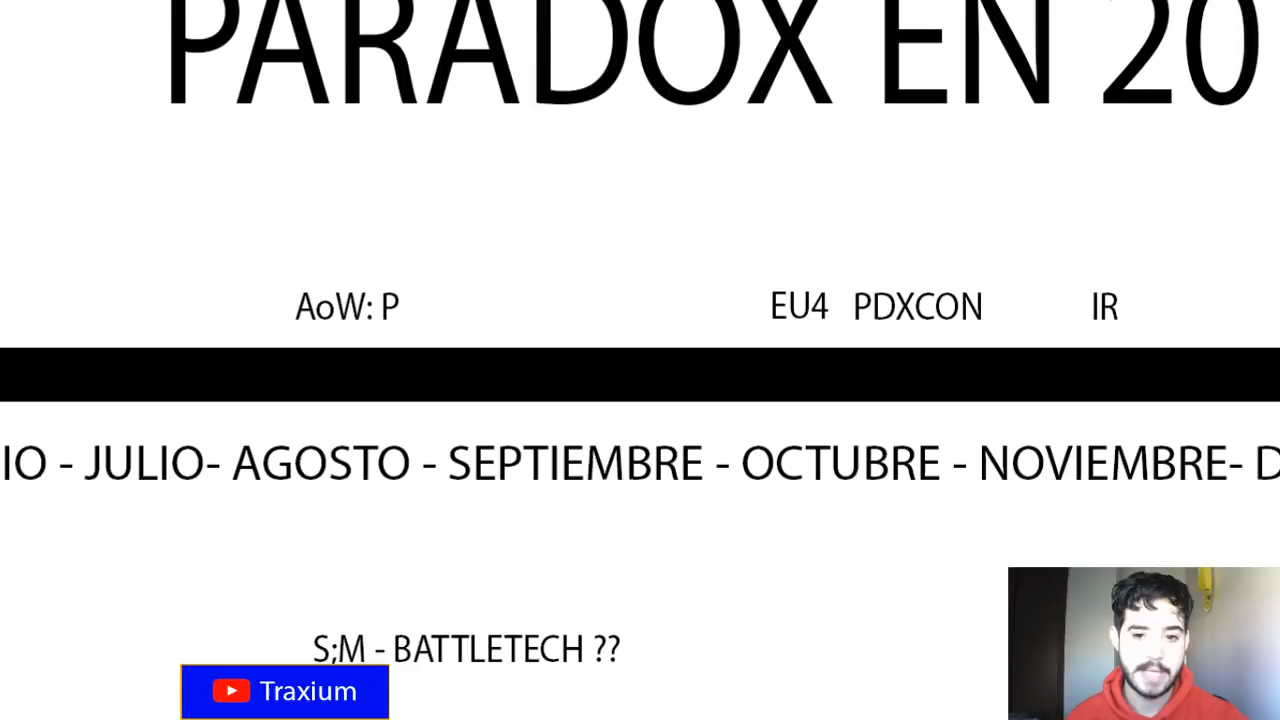 PARADOX EN 20
AoW: P EU4 PDXCON IR
IO - JULIO- AGOSTO - SEPTIEMBRE - OCTUBRE - NOVIEMBRE- D
S;M - BATTLETECH ??
Traxium